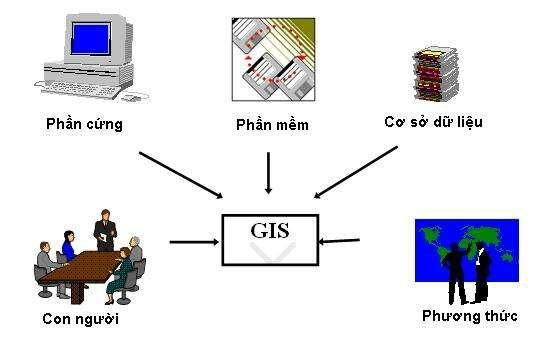 Phần cứng
Phần mềm
Cơ sở dữ liệu
GIS
Con người
Phương thức